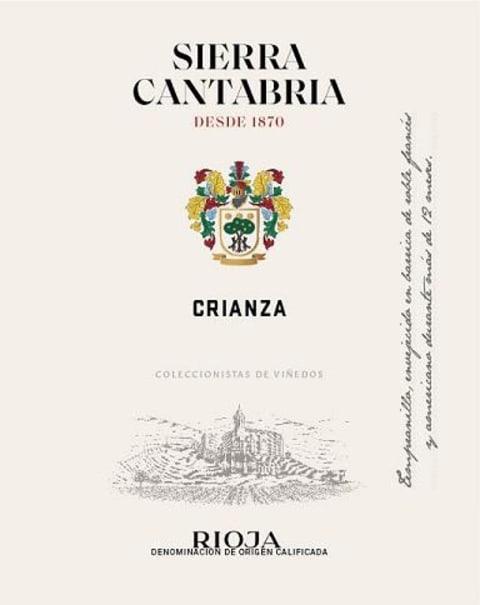 SIERRA
CANTABRIA
DESDE 1870
CRIANZA
COLECCIONISTAS DE VIÑEDOS
RIOJA
DENOMINACIÓN DE ORIGEN CALIFICADA
Tempranillo, envejecido en barrica de roble francés
y americano durante más de 12 meses.